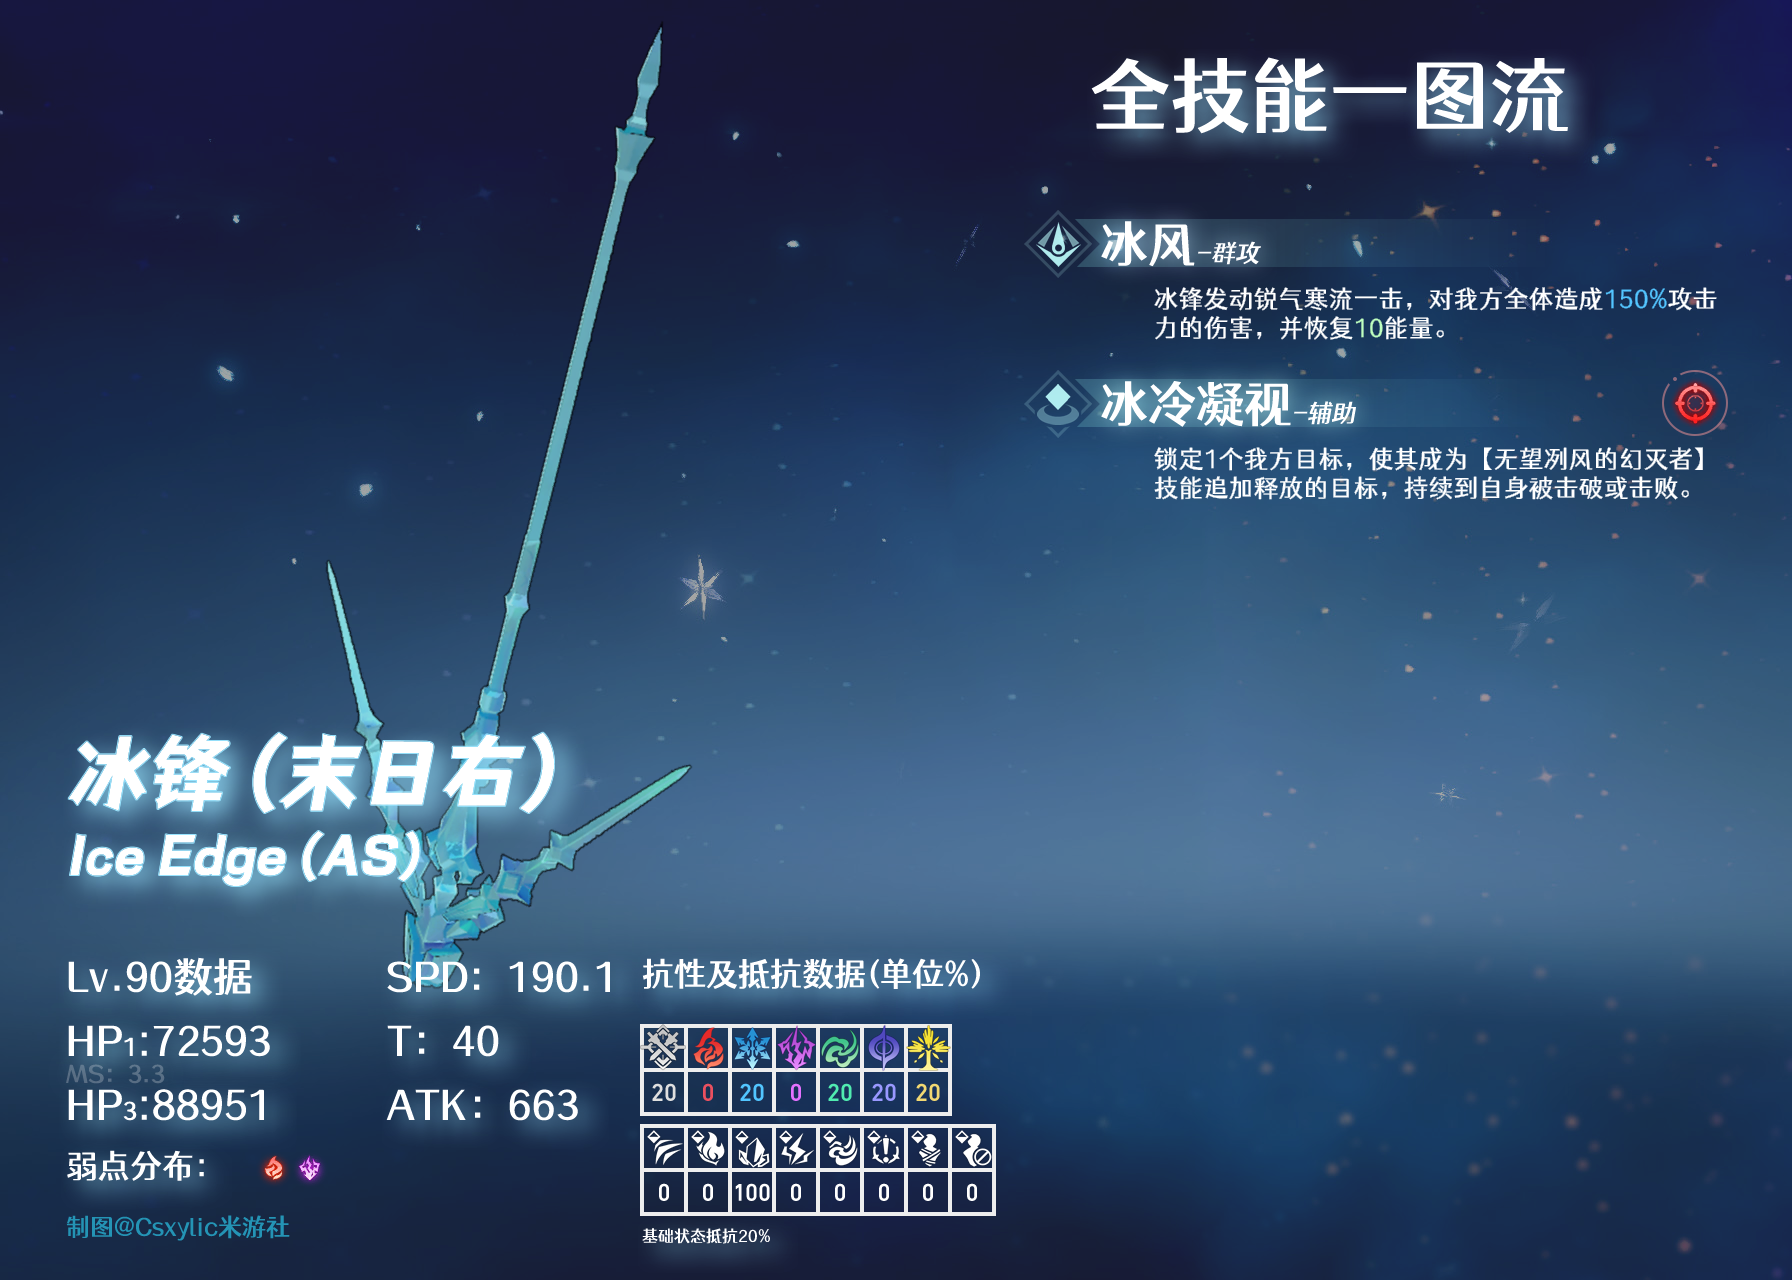 全技能一图流
冰风-群攻
冰锋发动锐气寒流一击，对我方全体造成150%攻击
力的伤害，并恢复10能量。
冰冷凝视-辅助
锁定1个我方目标，使其成为【无望冽风的幻灭者】
技能追加释放的目标，持续到自身被击破或击败。
冰锋（末日右）
Ice Edge (AS)
Lv.90数据
SPD：190.1
HP1:72593
T：40
MS：3.3
HP3:88951
ATK：663
弱点分布：
制图@Csxylic米游社
抗性及抵抗数据(单位%)
20 0 20 0 20 20 20
0 0 100 0 0 0 0 0
基础状态抵抗20%